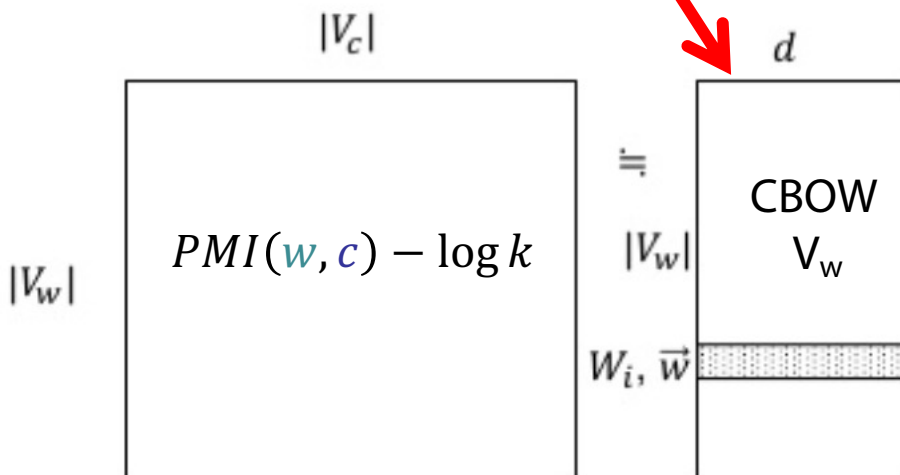 |V_c|
d
≒
CBOW
V_w
PMI(w, c) − log k
|V_w|
|V_w|
W_i, w⃗